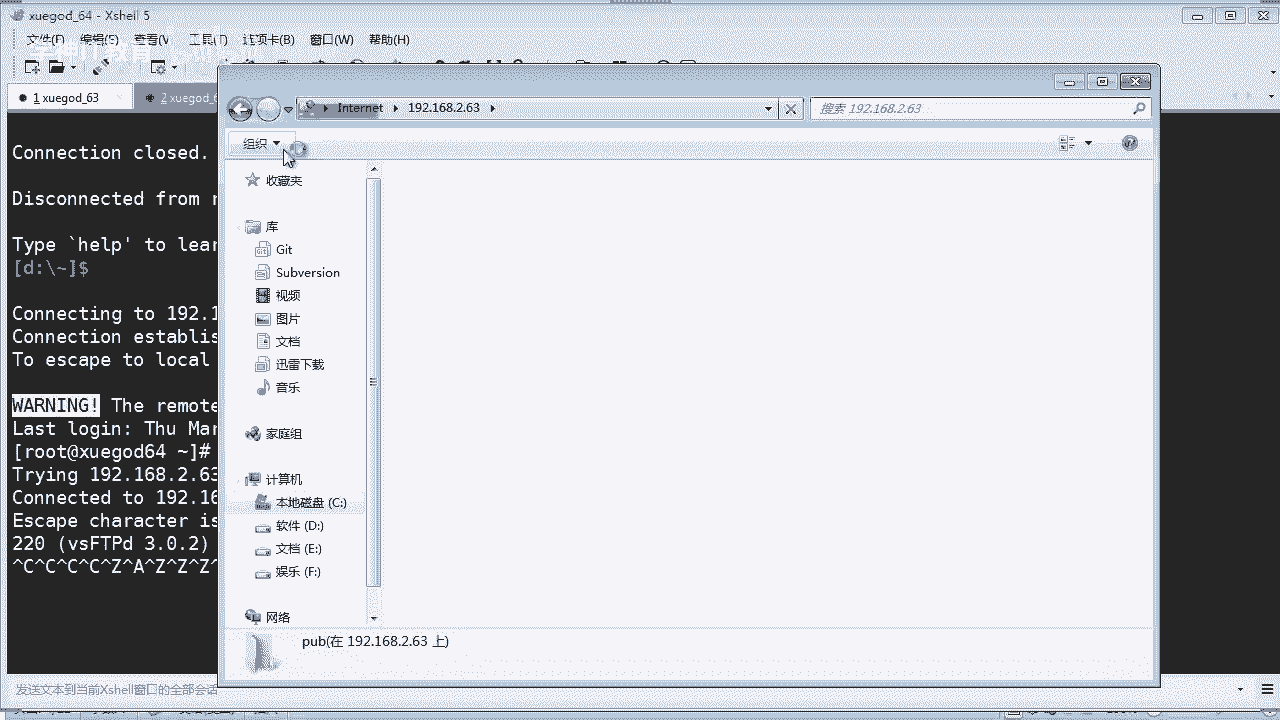 xuegod_64 - Xshell 5
文件(F) 编辑(E) 查看(V) 工具(T) 选项卡(B) 窗口(W) 帮助(H)
1 xuegod_63
2 xuegod_6
Internet 192.168.2.63
搜索 192.168.2.63
组织
收藏夹
库
Git
Subversion
视频
图片
文档
迅雷下载
音乐
家庭组
计算机
本地磁盘 (C:)
软件 (D:)
文档 (E:)
娱乐 (F:)
网络
pub(在 192.168.2.63 上)
Connection closed.
Disconnected from
Type `help' to lear
[d:\~]$
Connecting to 192.1
Connection establis
To escape to local
WARNING! The remote
Last login: Thu Mar
[root@xuegod64 ~]#
Trying 192.168.2.63
Connected to 192.16
Escape character is
220 (vsFTPd 3.0.2)
^C^C^C^C^Z^A^Z^Z^Z^
发送文本到当前Xshell窗口的全部会话